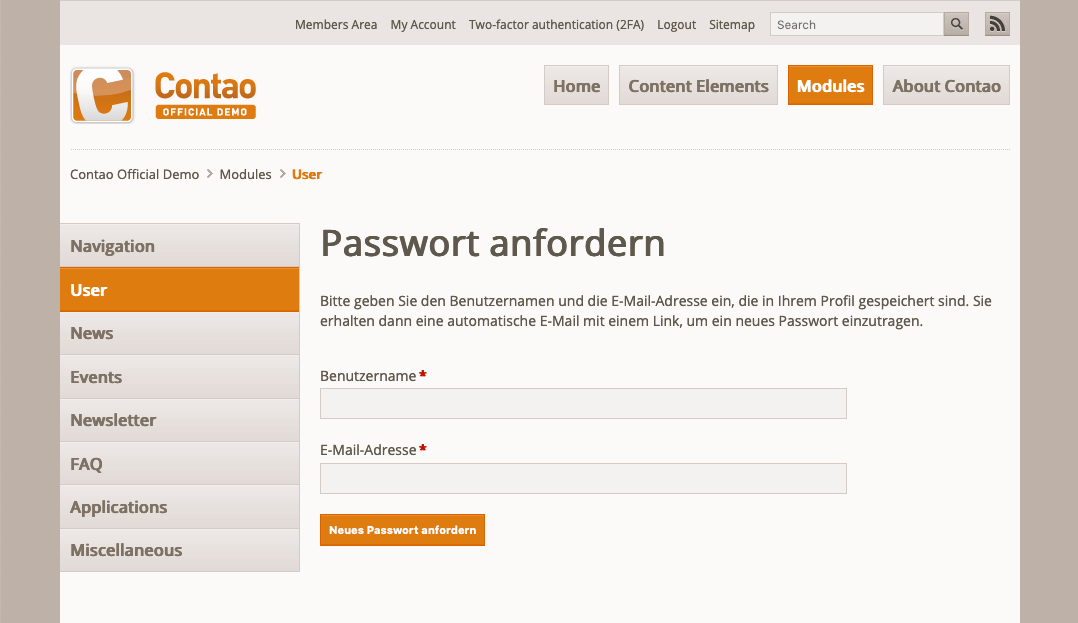 Members Area My Account Two-factor authentication (2FA) Logout Sitemap Search
Contao
OFFICIAL DEMO
Home Content Elements Modules About Contao
Contao Official Demo > Modules > User
Navigation
User
News
Events
Newsletter
FAQ
Applications
Miscellaneous
Passwort anfordern
Bitte geben Sie den Benutzernamen und die E-Mail-Adresse ein, die in Ihrem Profil gespeichert sind. Sie
erhalten dann eine automatische E-Mail mit einem Link, um ein neues Passwort einzutragen.
Benutzername*
E-Mail-Adresse*
Neues Passwort anfordern